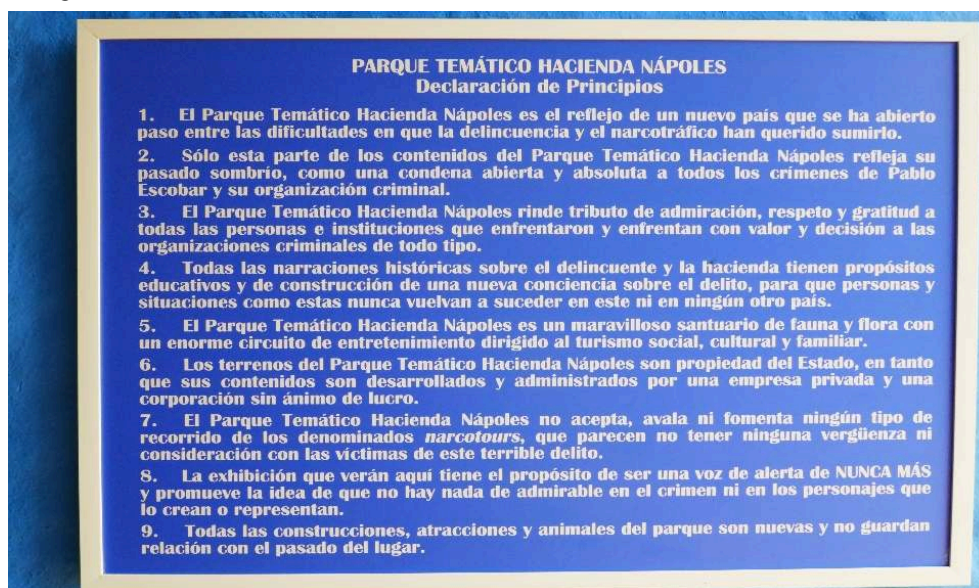 PARQUE TEMÁTICO HACIENDA NÁPOLES
Declaración de Principios
1. El Parque Temático Hacienda Nápoles es el reflejo de un nuevo país que se ha abierto
paso entre las dificultades en que la delincuencia y el narcotráfico han querido sumirlo.
2. Sólo esta parte de los contenidos del Parque Temático Hacienda Nápoles refleja su
pasado sombrío, como una condena abierta y absoluta a todos los crímenes de Pablo
Escobar y su organización criminal.
3. El Parque Temático Hacienda Nápoles rinde tributo de admiración, respeto y gratitud a
todas las personas e instituciones que enfrentaron y enfrentan con valor y decisión a las
organizaciones criminales de todo tipo.
4. Todas las narraciones históricas sobre el delincuente y la hacienda tienen propósitos
educativos y de construcción de una nueva conciencia sobre el delito, para que personas y
situaciones como estas nunca vuelvan a suceder en este ni en ningún otro país.
5. El Parque Temático Hacienda Nápoles es un maravilloso santuario de fauna y flora con
un enorme circuito de entretenimiento dirigido al turismo social, cultural y familiar.
6. Los terrenos del Parque Temático Hacienda Nápoles son propiedad del Estado, en tanto
que sus contenidos son desarrollados y administrados por una empresa privada y una
corporación sin ánimo de lucro.
7. El Parque Temático Hacienda Nápoles no acepta, avala ni fomenta ningún tipo de
recorrido de los denominados narcotours, que parecen no tener ninguna vergüenza ni
consideración con las víctimas de este terrible delito.
8. La exhibición que verán aquí tiene el propósito de ser una voz de alerta de NUNCA MÁS
y promueve la idea de que no hay nada de admirable en el crimen ni en los personajes que
lo crean o representan.
9. Todas las construcciones, atracciones y animales del parque son nuevas y no guardan
relación con el pasado del lugar.